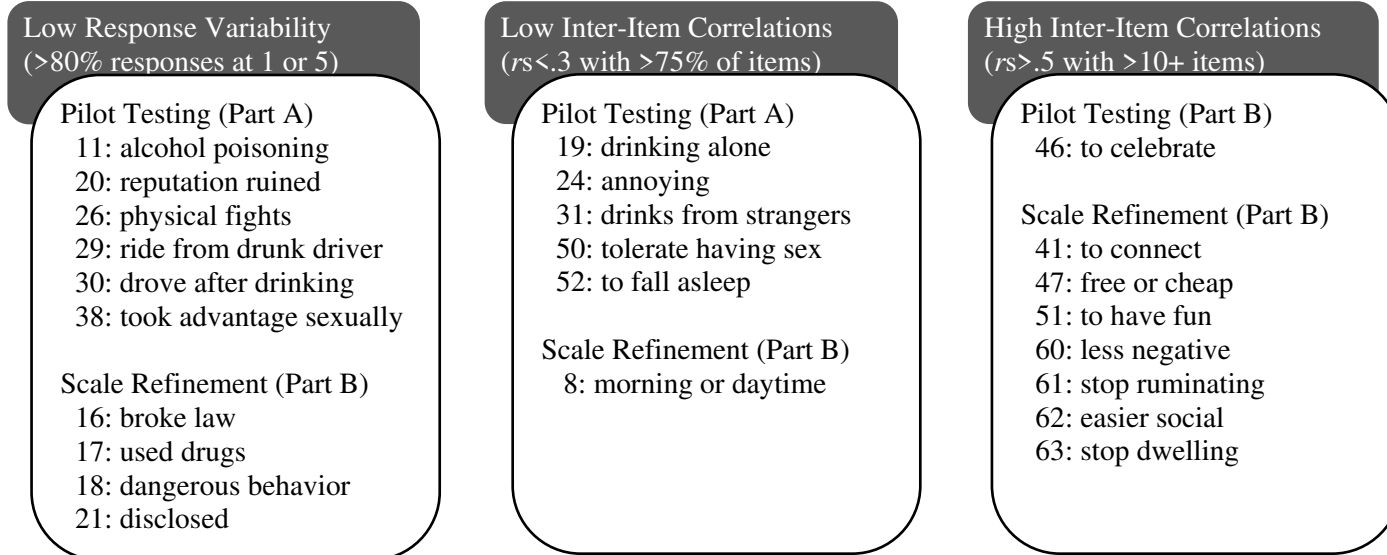 Low Response Variability
(>80% responses at 1 or 5)
Pilot Testing (Part A)
11: alcohol poisoning
20: reputation ruined
26: physical fights
29: ride from drunk driver
30: drove after drinking
38: took advantage sexually
Scale Refinement (Part B)
16: broke law
17: used drugs
18: dangerous behavior
21: disclosed
Low Inter-Item Correlations
(rs<.3 with >75% of items)
Pilot Testing (Part A)
19: drinking alone
24: annoying
31: drinks from strangers
50: tolerate having sex
52: to fall asleep
Scale Refinement (Part B)
8: morning or daytime
High Inter-Item Correlations
(rs>.5 with >10+ items)
Pilot Testing (Part B)
46: to celebrate
Scale Refinement (Part B)
41: to connect
47: free or cheap
51: to have fun
60: less negative
61: stop ruminating
62: easier social
63: stop dwelling